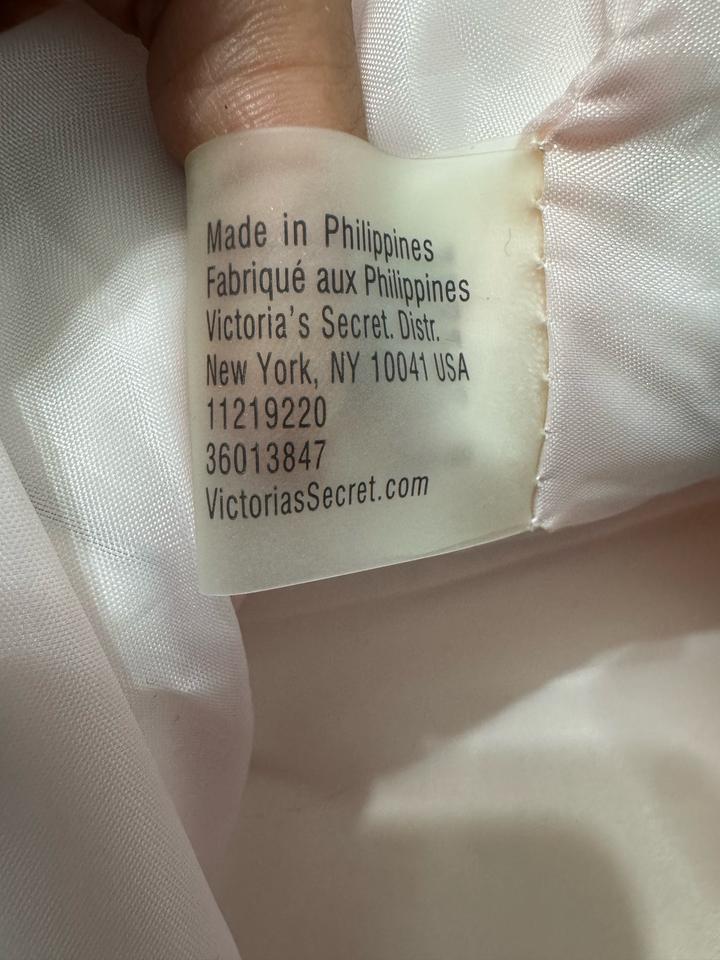 Made in Philippines
Fabriqué aux Philippines
Victoria's Secret. Distr.
New York, NY 10041 USA
11219220
36013847
VictoriasSecret.com